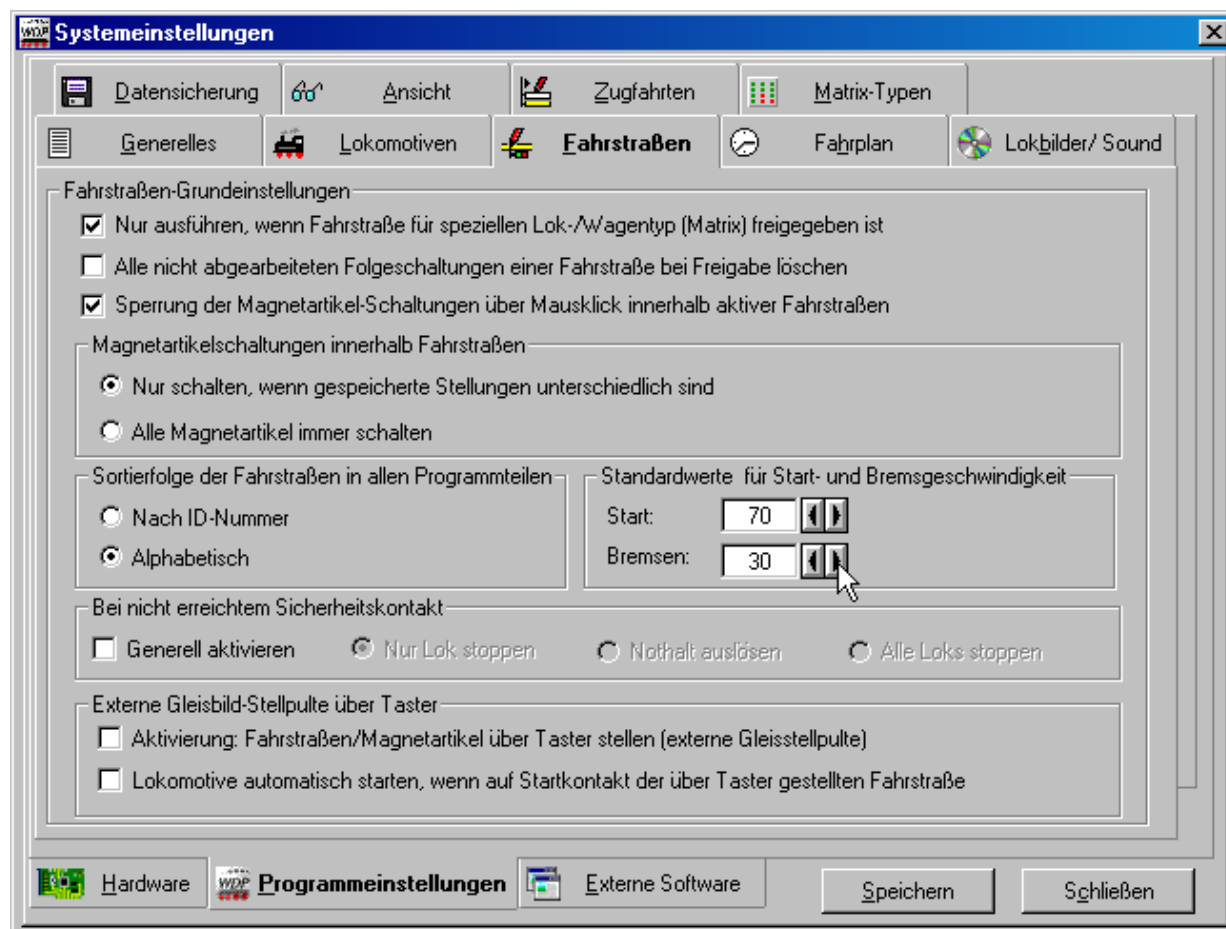 WDP Systemeinstellungen
Datensicherung Ansicht Zugfahrten Matrix-Typen
Generelles Lokomotiven Fahrstraßen Fahrplan Lokbilder/ Sound
Fahrstraßen-Grundeinstellungen
Nur ausführen, wenn Fahrstraße für speziellen Lok-/Wagentyp (Matrix) freigegeben ist
Alle nicht abgearbeiteten Folgeschaltungen einer Fahrstraße bei Freigabe löschen
Sperrung der Magnetartikel-Schaltungen über Mausklick innerhalb aktiver Fahrstraßen
Magnetartikelschaltungen innerhalb Fahrstraßen
Nur schalten, wenn gespeicherte Stellungen unterschiedlich sind
Alle Magnetartikel immer schalten
Sortierfolge der Fahrstraßen in allen Programmteilen
Nach ID-Nummer
Alphabetisch
Standardwerte für Start- und Bremsgeschwindigkeit
Start: 70
Bremsen: 30
Bei nicht erreichtem Sicherheitskontakt
Generell aktivieren Nur Lok stoppen Nothalt auslösen Alle Loks stoppen
Externe Gleisbild-Stellpulte über Taster
Aktivierung: Fahrstraßen/Magnetartikel über Taster stellen (externe Gleisstellpulte)
Lokomotive automatisch starten, wenn auf Startkontakt der über Taster gestellten Fahrstraße
Hardware WDP Programmeinstellungen Externe Software Speichern Schließen